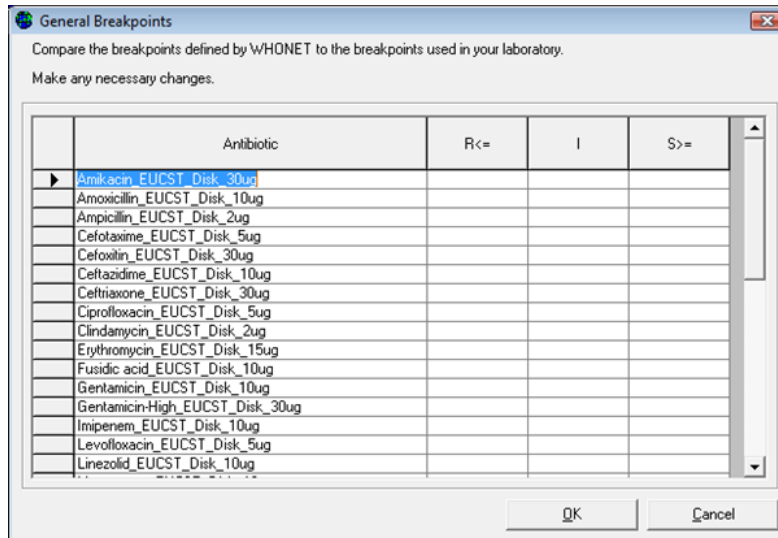 General Breakpoints
Compare the breakpoints defined by WHONET to the breakpoints used in your laboratory.
Make any necessary changes.
Antibiotic R<= I S>=
Amikacin_EUCST_Disk_30ug
Amoxicillin_EUCST_Disk_10ug
Ampicillin_EUCST_Disk_2ug
Cefotaxime_EUCST_Disk_5ug
Cefoxitin_EUCST_Disk_30ug
Ceftazidime_EUCST_Disk_10ug
Ceftriaxone_EUCST_Disk_30ug
Ciprofloxacin_EUCST_Disk_5ug
Clindamycin_EUCST_Disk_2ug
Erythromycin_EUCST_Disk_15ug
Fusidic acid_EUCST_Disk_10ug
Gentamicin_EUCST_Disk_10ug
Gentamicin-High_EUCST_Disk_30ug
Imipenem_EUCST_Disk_10ug
Levofloxacin_EUCST_Disk_5ug
Linezolid_EUCST_Disk_10ug
OK Cancel